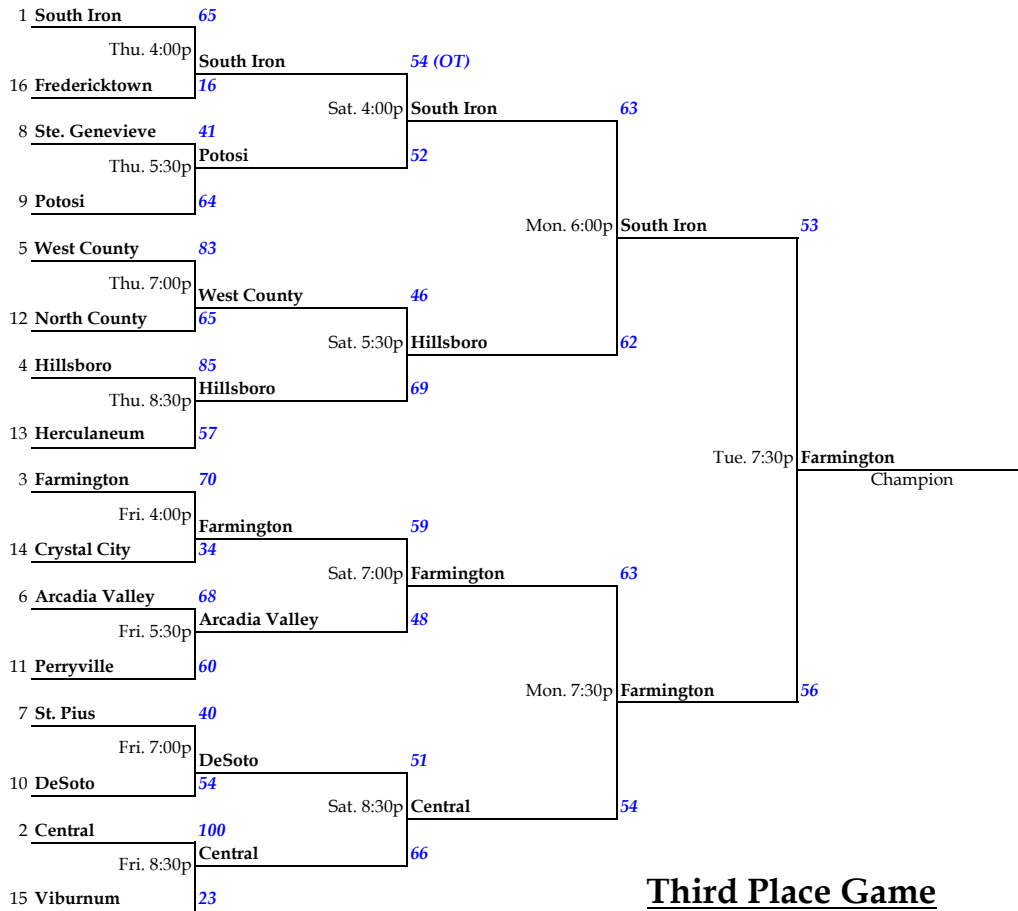 1 South Iron 65
Thu. 4:00p
South Iron 54 (OT)
16 Fredericktown 16
Sat. 4:00p South Iron 63
8 Ste. Genevieve 41
Thu. 5:30p
Potosi 52
9 Potosi 64
Mon. 6:00p South Iron 53
5 West County 83
Thu. 7:00p
West County 46
12 North County 65
Sat. 5:30p Hillsboro 62
4 Hillsboro 85
Thu. 8:30p
Hillsboro 69
13 Herculaneum 57
Tue. 7:30p Farmington
Champion
3 Farmington 70
Fri. 4:00p
Farmington 59
14 Crystal City 34
Sat. 7:00p Farmington 63
6 Arcadia Valley 68
Fri. 5:30p
Arcadia Valley 48
11 Perryville 60
Mon. 7:30p Farmington 56
7 St. Pius 40
Fri. 7:00p
DeSoto 51
10 DeSoto 54
Sat. 8:30p Central 54
2 Central 100
Fri. 8:30p
Central 66
15 Viburnum 23
Third Place Game